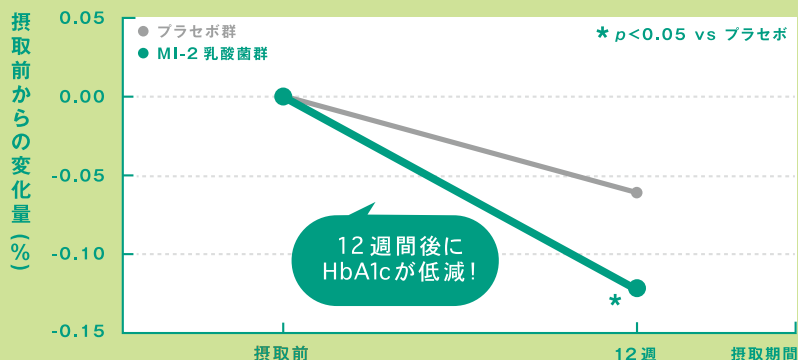 摂取前からの変化量(%)
0.05
0.00
-0.05
-0.10
-0.15
プラセボ群
MI-2 乳酸菌群
* p<0.05 vs プラセボ
12週間後に
HbA1cが低減!
*
摂取前
12週
摂取期間